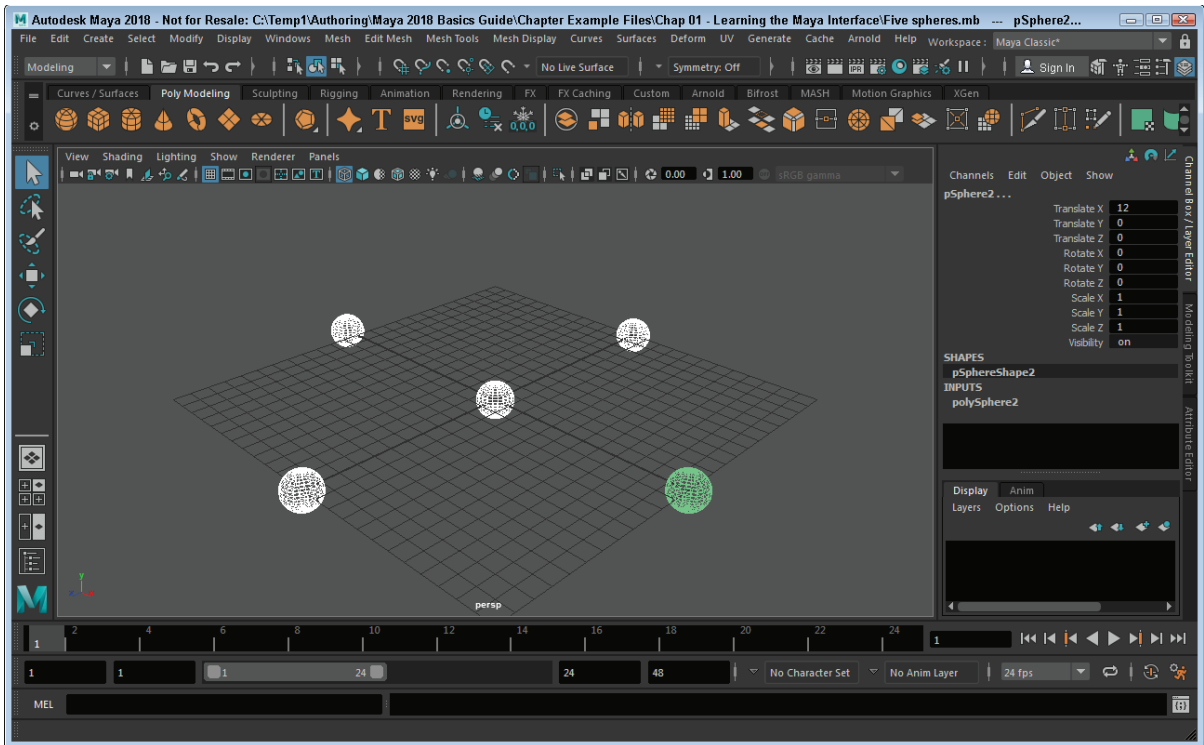 M Autodesk Maya 2018 - Not for Resale: C:\Temp1\Authoring\Maya 2018 Basics Guide\Chapter Example Files\Chap 01 - Learning the Maya Interface\Five spheres.mb --- pSphere2...
File Edit Create Select Modify Display Windows Mesh Edit Mesh Mesh Tools Mesh Display Curves Surfaces Deform UV Generate Cache Arnold Help Workspace: Maya Classic*
Modeling No Live Surface Symmetry: Off IPR Sign In
Curves / Surfaces Poly Modeling Sculpting Rigging Animation Rendering FX FX Caching Custom Arnold Bifrost MASH Motion Graphics XGen
T svg 0,0,0
View Shading Lighting Show Renderer Panels
0.00 1.00 sRGB gamma
Channels Edit Object Show
pSphere2 . . .
Translate X 12
Translate Y 0
Translate Z 0
Rotate X 0
Rotate Y 0
Rotate Z 0
Scale X 1
Scale Y 1
Scale Z 1
Visibility on
SHAPES
pSphereShape2
INPUTS
polySphere2
Channel Box / Layer Editor
Modeling Toolkit
Attribute Editor
Display Anim
Layers Options Help
y
z x
persp
M
1 2 4 6 8 10 12 14 16 18 20 22 24 1
1 1 1 24 24 48 No Character Set No Anim Layer 24 fps
MEL